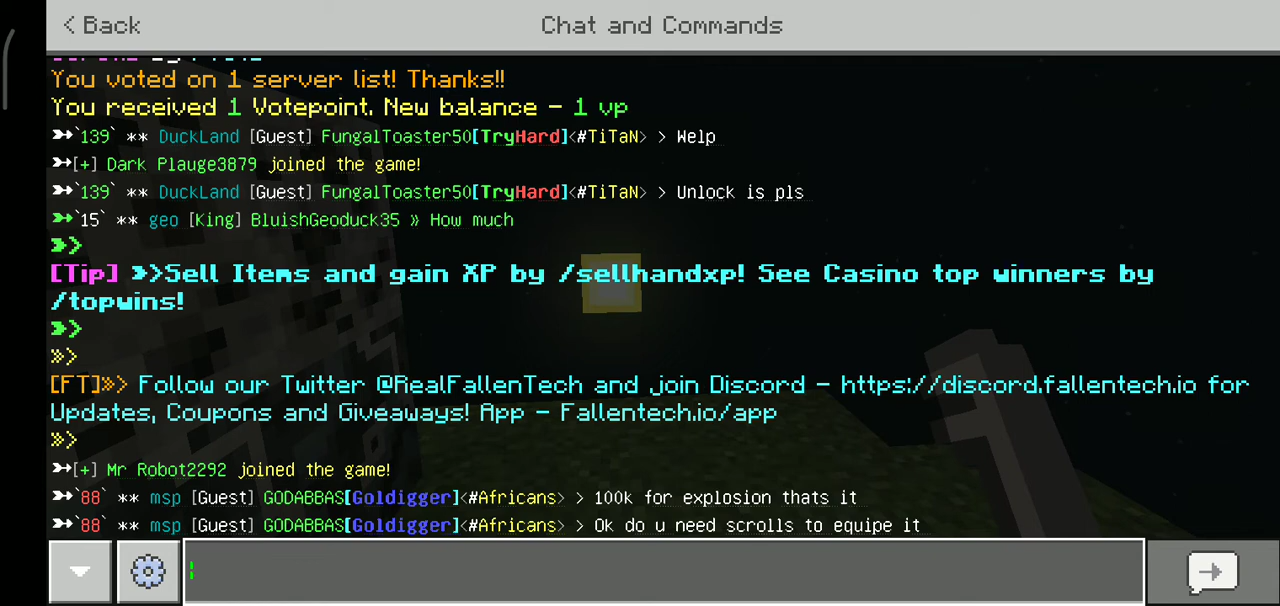 Back
Chat and Commands
You voted on 1 server list! Thanks!!
You received 1 Votepoint. New balance - 1 vp
➼`139` ** DuckLand [Guest] FungalToaster50[TryHard]<#TiTaN> > Welp
➼[+] Dark Plauge3879 joined the game!
➼`139` ** DuckLand [Guest] FungalToaster50[TryHard]<#TiTaN> > Unlock is pls
➼`15` ** geo [King] BluishGeoduck35 » How much
➼>
[Tip] ➼>Sell Items and gain XP by /sellhandxp! See Casino top winners by
/topwins!
➼>
»>
[FT]»> Follow our Twitter @RealFallenTech and join Discord - https://discord.fallentech.io for
Updates, Coupons and Giveaways! App - Fallentech.io/app
»>
➼[+] Mr Robot2292 joined the game!
➼`88` ** msp [Guest] GODABBAS[Goldigger]<#Africans> > 100k for explosion thats it
➼`88` ** msp [Guest] GODABBAS[Goldigger]<#Africans> > Ok do u need scrolls to equipe it